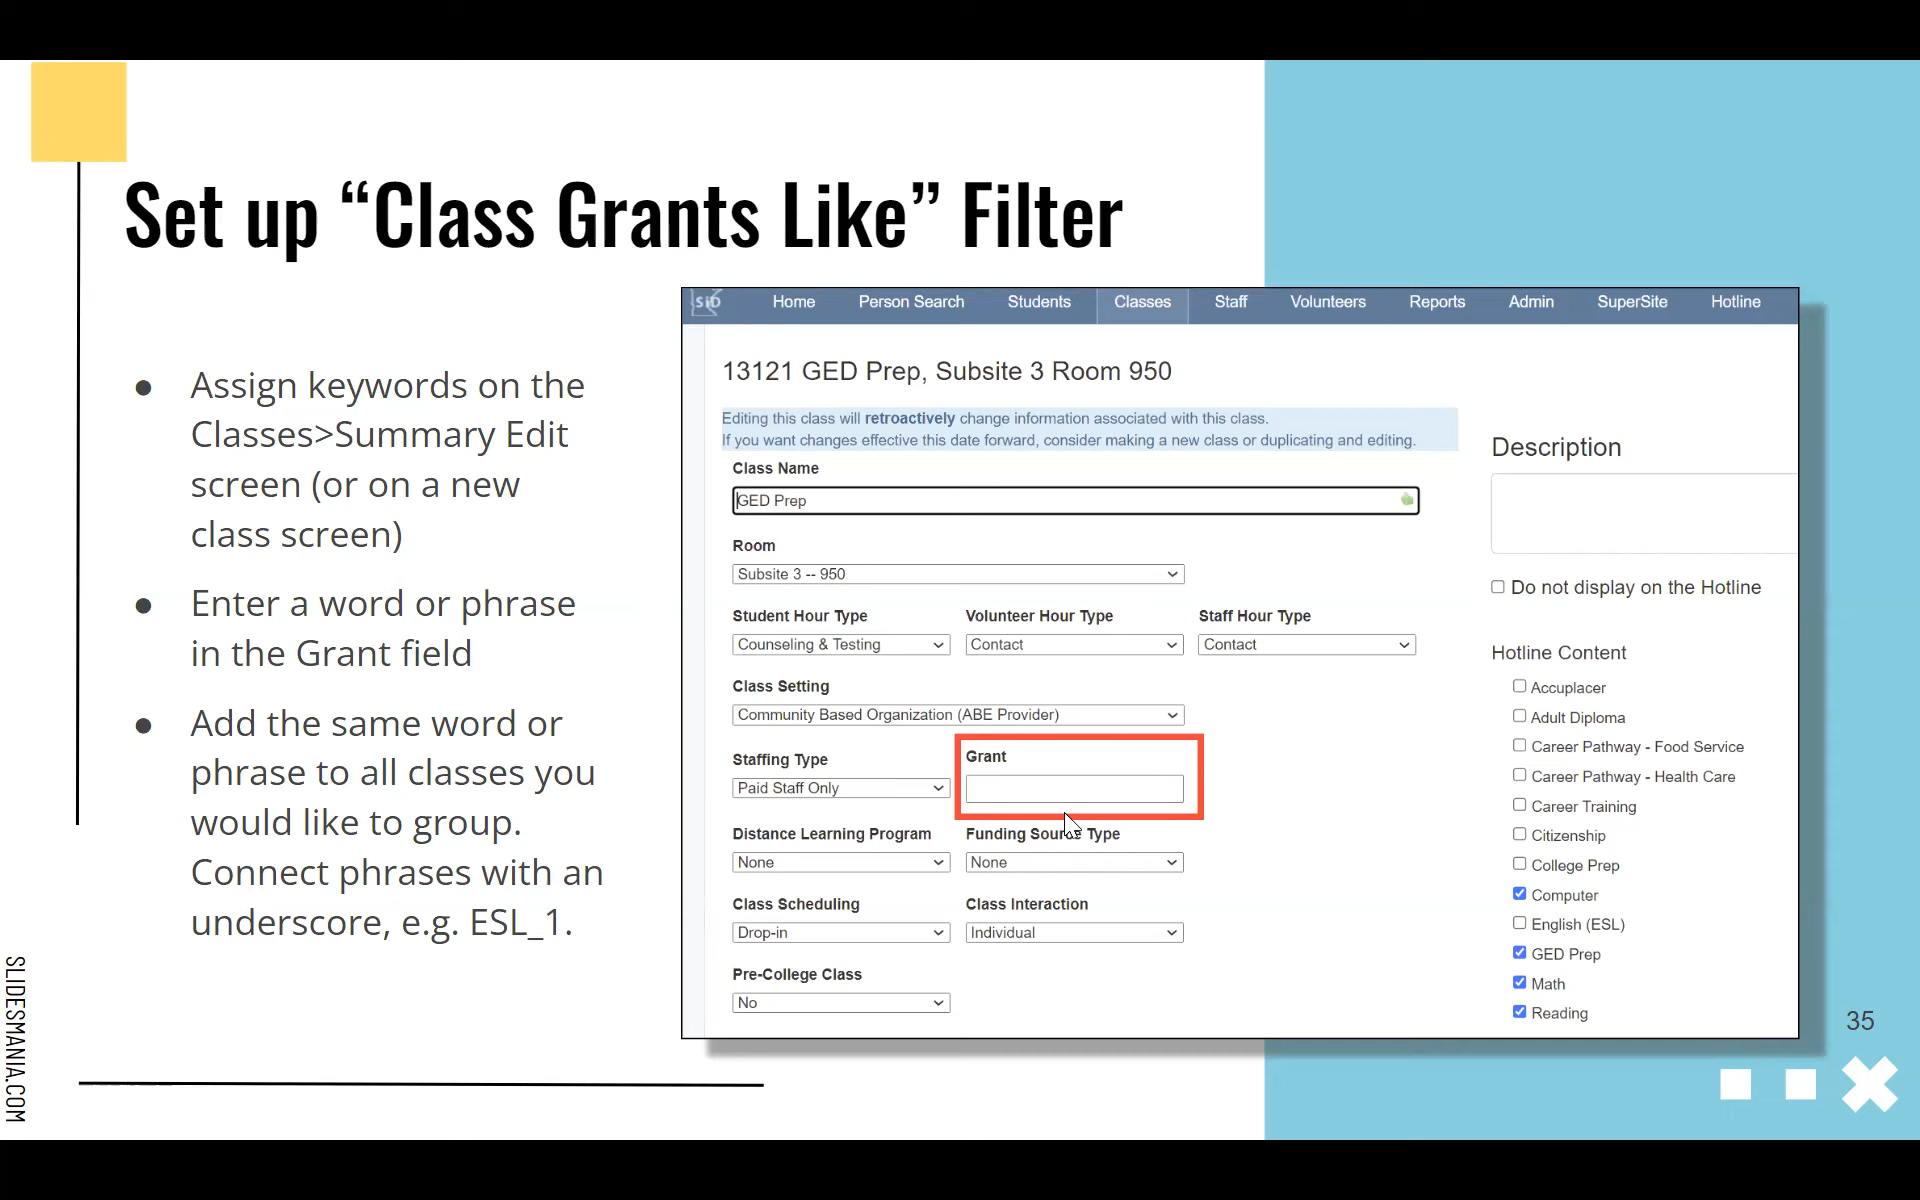 Set up “Class Grants Like” Filter
● Assign keywords on the
Classes>Summary Edit
screen (or on a new
class screen)
● Enter a word or phrase
in the Grant field
● Add the same word or
phrase to all classes you
would like to group.
Connect phrases with an
underscore, e.g. ESL_1.
SiD Home Person Search Students Classes Staff Volunteers Reports Admin SuperSite Hotline
13121 GED Prep, Subsite 3 Room 950
Editing this class will retroactively change information associated with this class.
If you want changes effective this date forward, consider making a new class or duplicating and editing.
Class Name
GED Prep
Room
Subsite 3 -- 950
Student Hour Type Volunteer Hour Type Staff Hour Type
Counseling & Testing Contact Contact
Class Setting
Community Based Organization (ABE Provider)
Staffing Type Grant
Paid Staff Only
Distance Learning Program Funding Source Type
None None
Class Scheduling Class Interaction
Drop-in Individual
Pre-College Class
No
Description
Do not display on the Hotline
Hotline Content
Accuplacer
Adult Diploma
Career Pathway - Food Service
Career Pathway - Health Care
Career Training
Citizenship
College Prep
Computer
English (ESL)
GED Prep
Math
Reading
35
SLIDESMANIA.COM